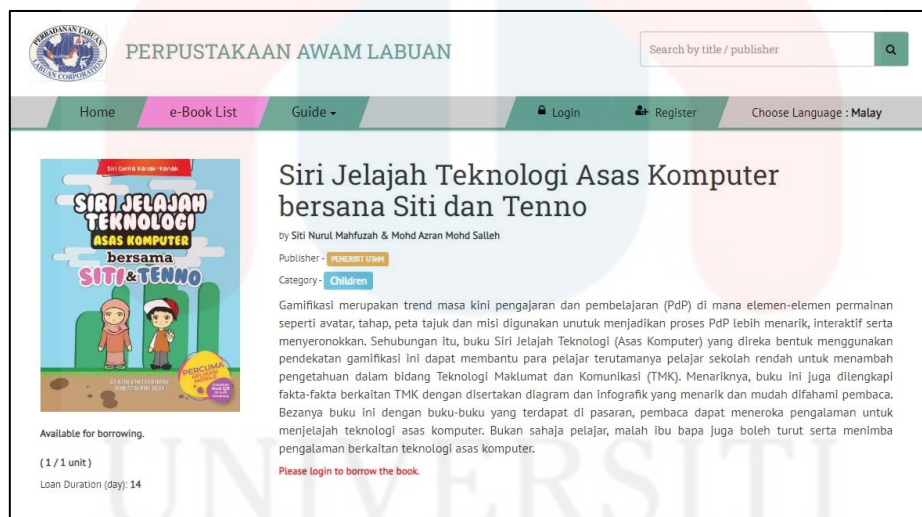 PERBADANAN LABUAN
LABUAN CORPORATION
PERPUSTAKAAN AWAM LABUAN
Search by title / publisher
Home
e-Book List
Guide
Login
Register
Choose Language : Malay
Siri Cerita Kanak-Kanak
SIRI JELAJAH
TEKNOLOGI
ASAS KOMPUTER
bersama
SITI & TENNO
PERCUMA
APLIKASI
MOBILE
Siri Jelajah Teknologi Asas Komputer
bersana Siti dan Tenno
by Siti Nurul Mahfuzah & Mohd Azran Mohd Salleh
Publisher - PENERBIT UTeM
Category - Children
Gamifikasi merupakan trend masa kini pengajaran dan pembelajaran (PdP) di mana elemen-elemen permainan
seperti avatar, tahap, peta tajuk dan misi digunakan unutuk menjadikan proses PdP lebih menarik, interaktif serta
menyeronokkan. Sehubungan itu, buku Siri Jelajah Teknologi (Asas Komputer) yang direka bentuk menggunakan
pendekatan gamifikasi ini dapat membantu para pelajar terutamanya pelajar sekolah rendah untuk menambah
pengetahuan dalam bidang Teknologi Maklumat dan Komunikasi (TMK). Menariknya, buku ini juga dilengkapi
fakta-fakta berkaitan TMK dengan disertakan diagram dan infografik yang menarik dan mudah difahami pembaca.
Bezanya buku ini dengan buku-buku yang terdapat di pasaran, pembaca dapat meneroka pengalaman untuk
menjelajah teknologi asas komputer. Bukan sahaja pelajar, malah ibu bapa juga boleh turut serta menimba
pengalaman berkaitan teknologi asas komputer.
Please login to borrow the book.
Available for borrowing.
( 1 / 1 unit )
Loan Duration (day): 14
UNIVERSITI